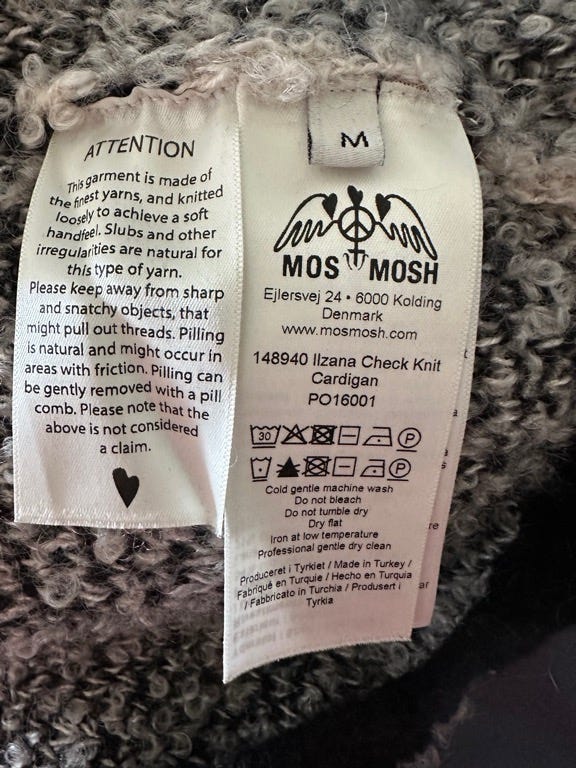 ATTENTION
This garment is made of
the finest yarns, and knitted
loosely to achieve a soft
handfeel. Slubs and other
irregularities are natural for
this type of yarn.
Please keep away from sharp
and snatchy objects, that
might pull out threads. Pilling
is natural and might occur in
areas with friction. Pilling can
be gently removed with a pill
comb. Please note that the
above is not considered
a claim.
M
MOS MOSH
Ejlersvej 24 • 6000 Kolding
Denmark
www.mosmosh.com
148940 Ilzana Check Knit
Cardigan
PO16001
30 P
P
Cold gentle machine wash
Do not bleach
Do not tumble dry
Dry flat
Iron at low temperature
Professional gentle dry clean
Produceret i Tyrkiet / Made in Turkey /
Fabriqué en Turquie / Hecho en Turquia
/ Fabbricato in Turchia / Produsert i
Tyrkia